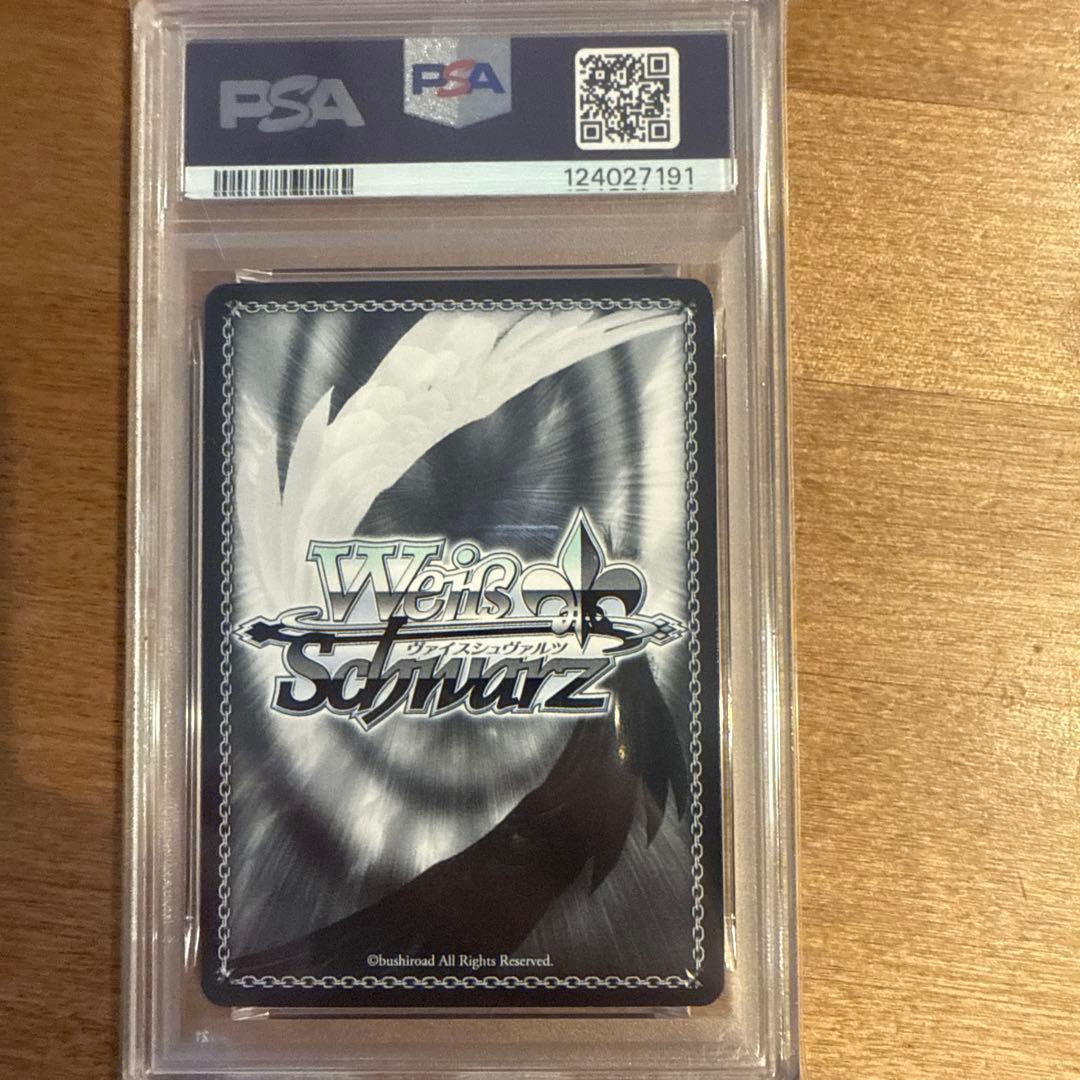 PSA
PSA
124027191
Weiß
ヴァイスシュヴァルツ
Schwarz
©bushiroad All Rights Reserved.